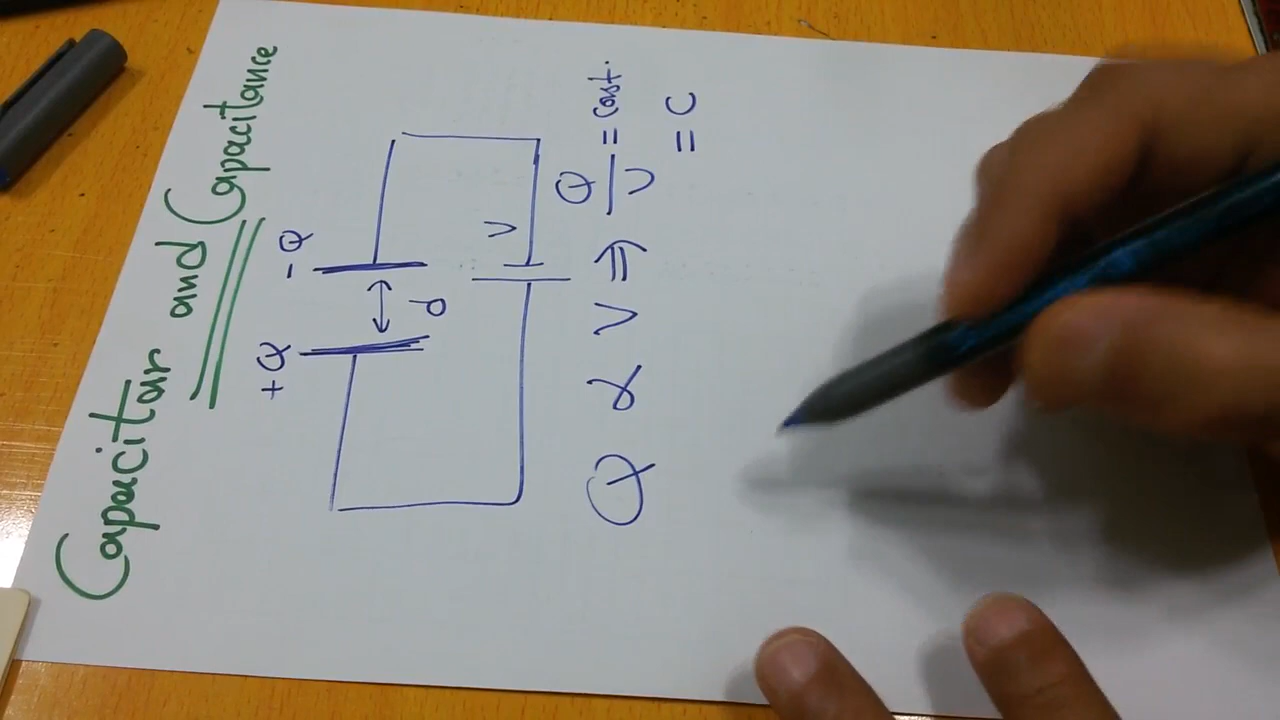 Capacitor and Capacitance
+Q -Q
d
V
Q α V ⇒ Q/V = cost.
= C